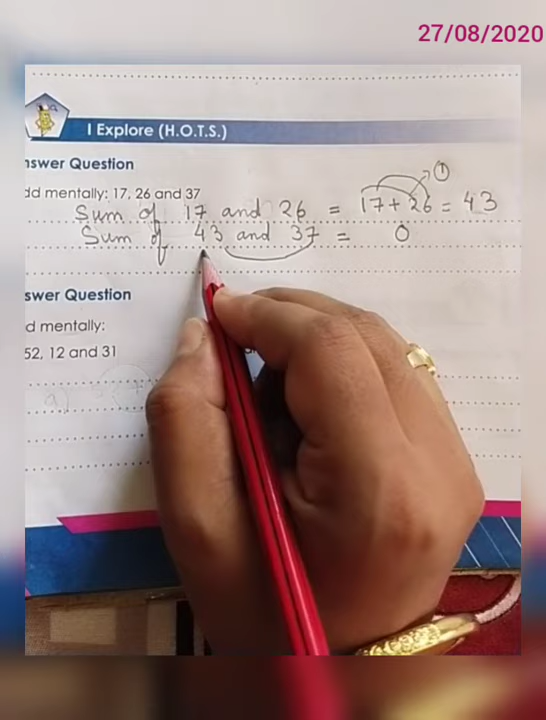 27/08/2020
I Explore (H.O.T.S.)
nswer Question
dd mentally: 17, 26 and 37
①
Sum of 17 and 26 = 17+26 = 43
Sum of 43 and 37 = 0
swer Question
d mentally:
52, 12 and 31